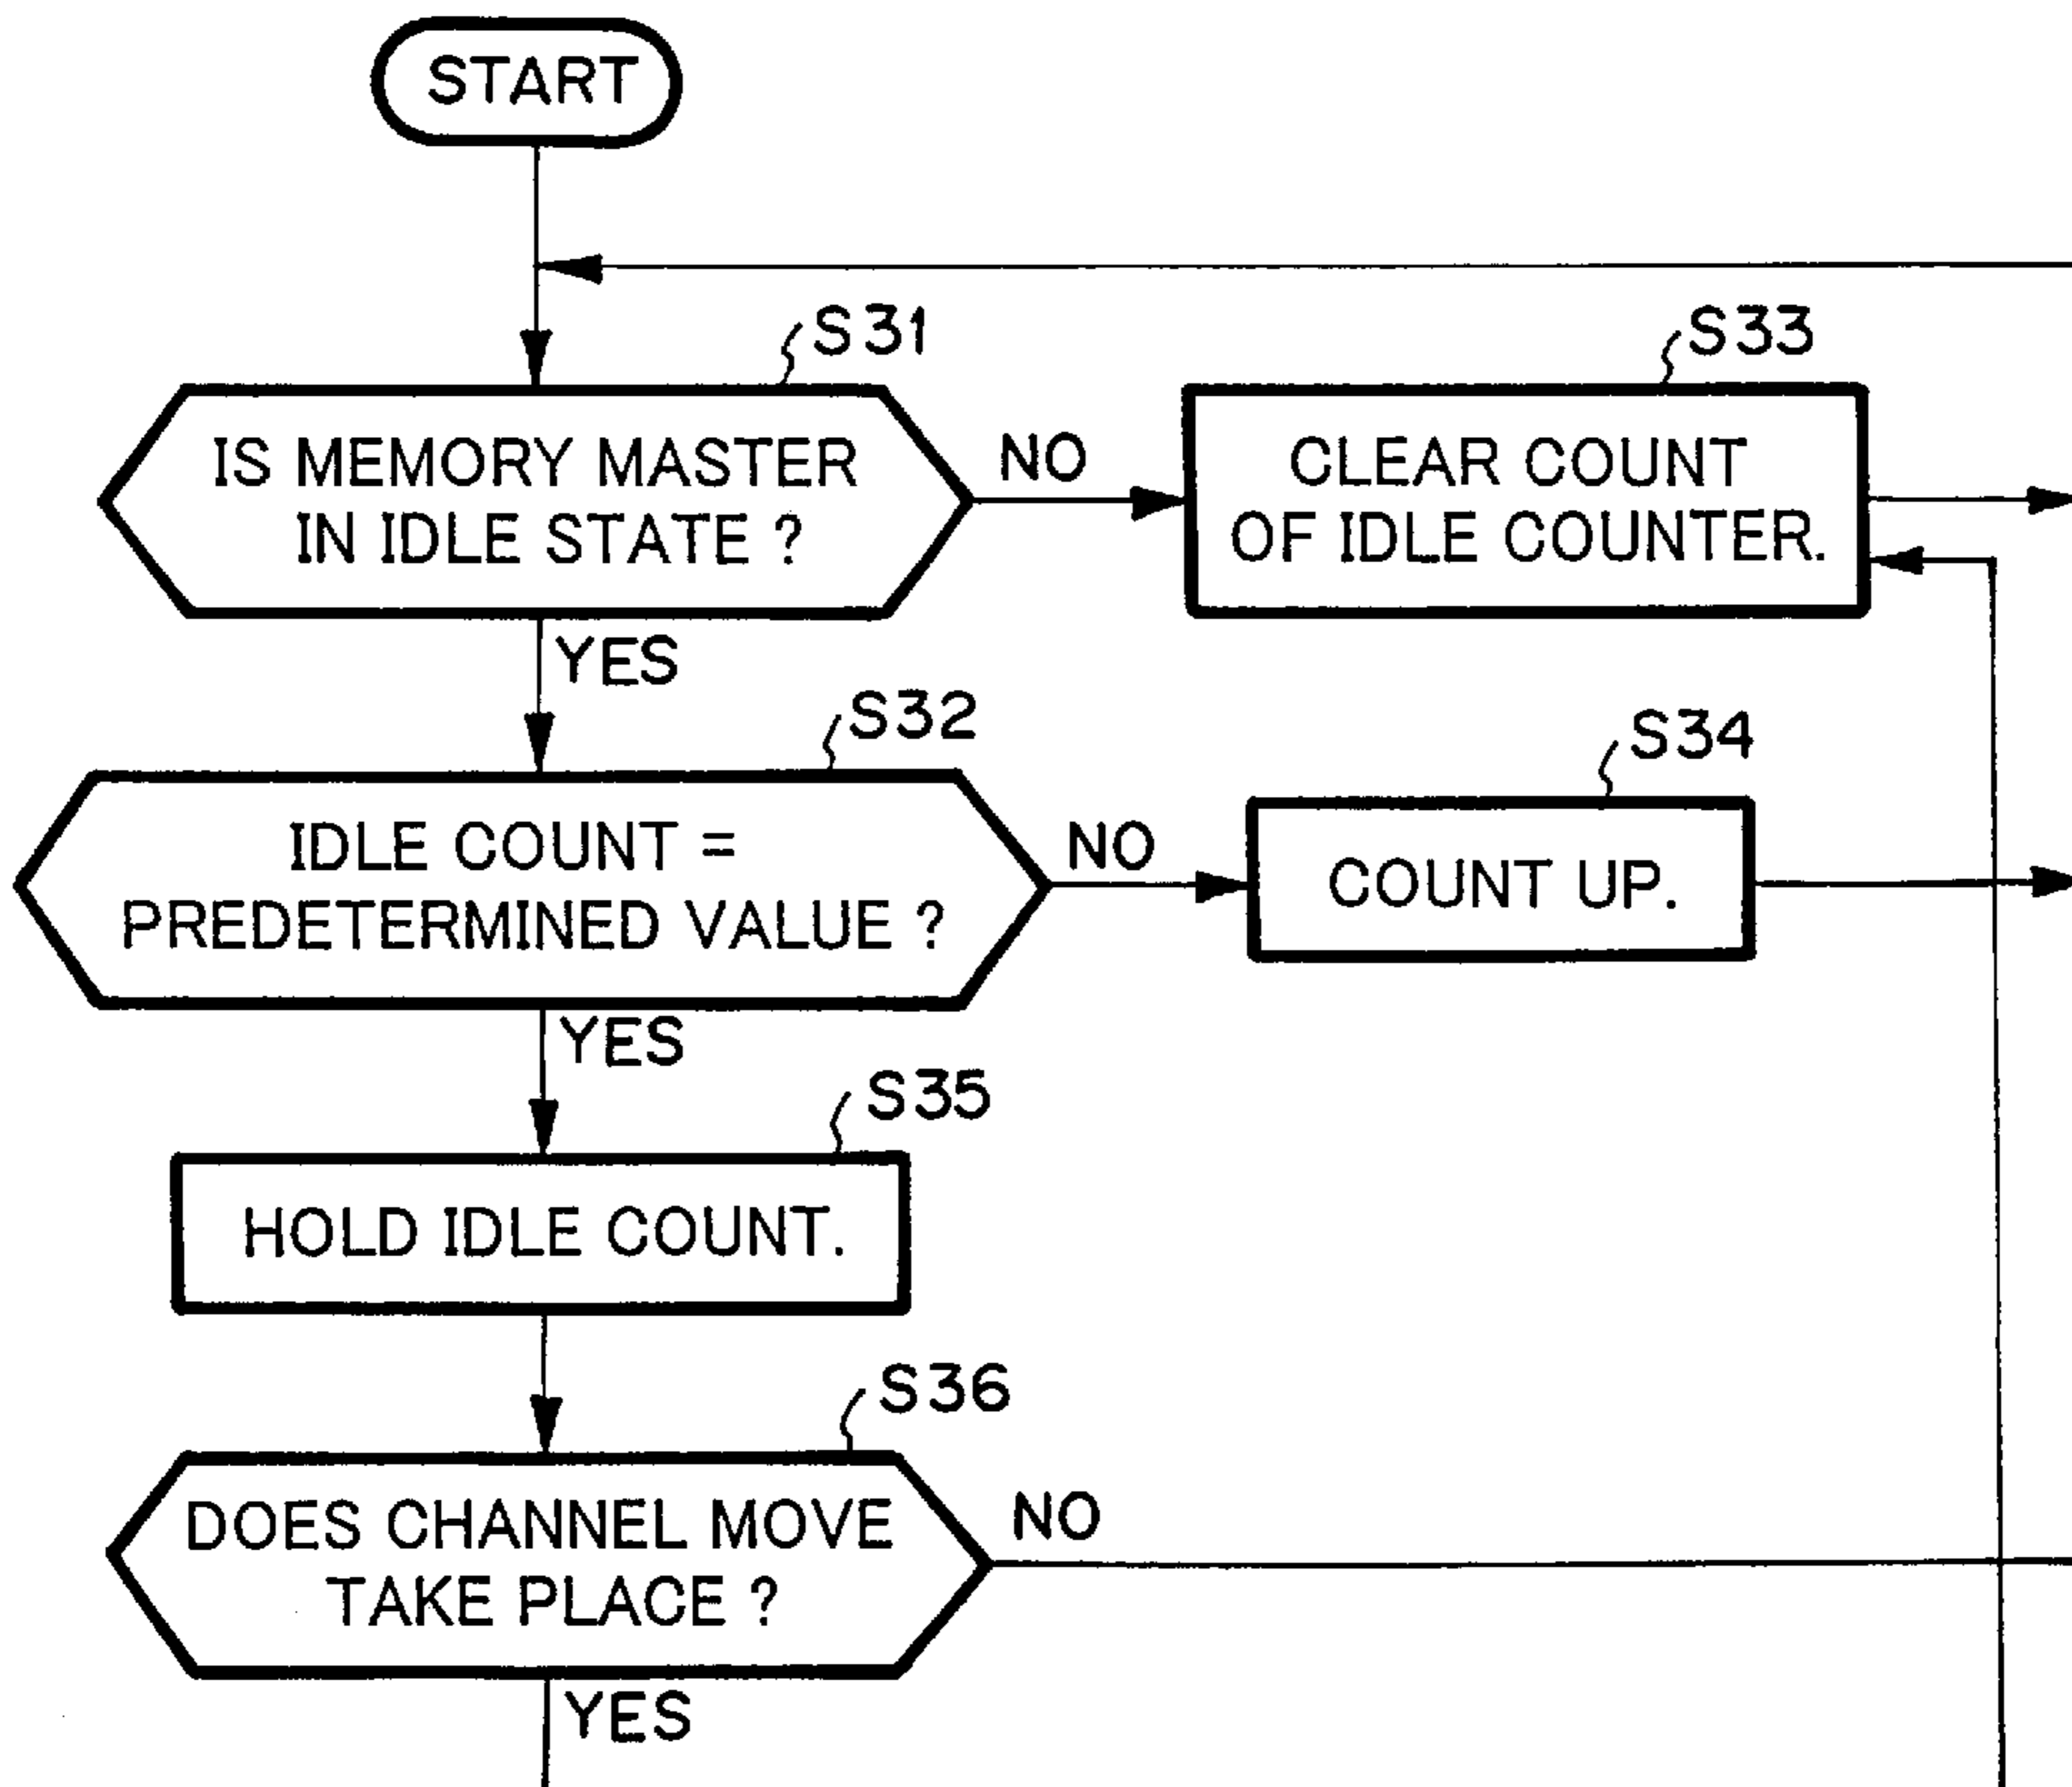 START
S31
IS MEMORY MASTER
IN IDLE STATE ?
NO
S33
CLEAR COUNT
OF IDLE COUNTER.
YES
S32
IDLE COUNT =
PREDETERMINED VALUE ?
NO
S34
COUNT UP.
YES
S35
HOLD IDLE COUNT.
S36
DOES CHANNEL MOVE
TAKE PLACE ?
NO
YES